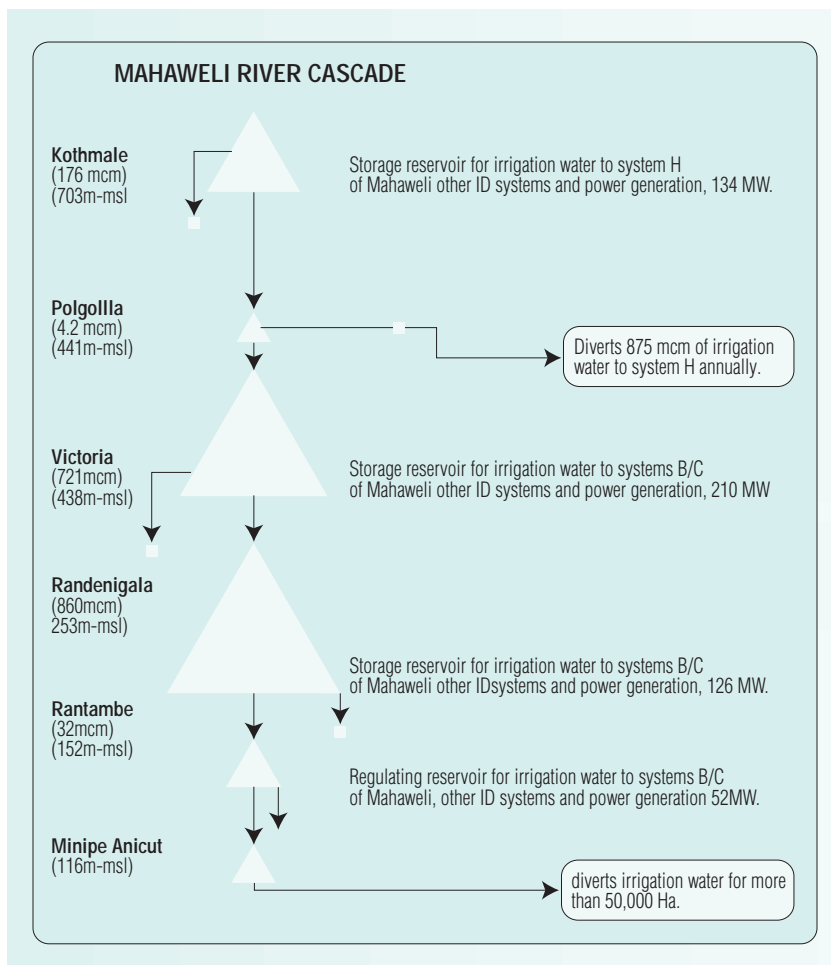 MAHAWELI RIVER CASCADE
Kothmale
(176 mcm)
(703m-msl
Storage reservoir for irrigation water to system H
of Mahaweli other ID systems and power generation, 134 MW.
Polgollla
(4.2 mcm)
(441m-msl)
Diverts 875 mcm of irrigation
water to system H annually.
Victoria
(721mcm)
(438m-msl)
Storage reservoir for irrigation water to systems B/C
of Mahaweli other ID systems and power generation, 210 MW
Randenigala
(860mcm)
253m-msl)
Storage reservoir for irrigation water to systems B/C
of Mahaweli other IDsystems and power generation, 126 MW.
Rantambe
(32mcm)
(152m-msl)
Regulating reservoir for irrigation water to systems B/C
of Mahaweli, other ID systems and power generation 52MW.
Minipe Anicut
(116m-msl)
diverts irrigation water for more
than 50,000 Ha.